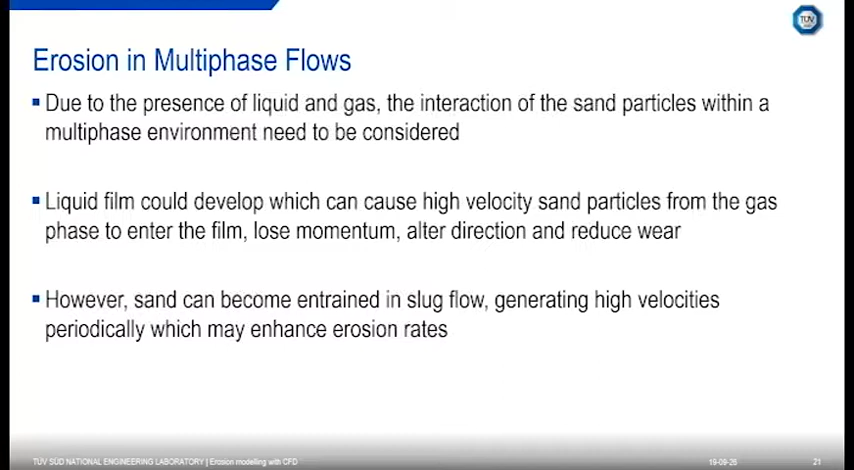 TÜV
Erosion in Multiphase Flows
Due to the presence of liquid and gas, the interaction of the sand particles within a
multiphase environment need to be considered
Liquid film could develop which can cause high velocity sand particles from the gas
phase to enter the film, lose momentum, alter direction and reduce wear
However, sand can become entrained in slug flow, generating high velocities
periodically which may enhance erosion rates
TÜV SÜD NATIONAL ENGINEERING LABORATORY | Erosion modelling with CFD
21